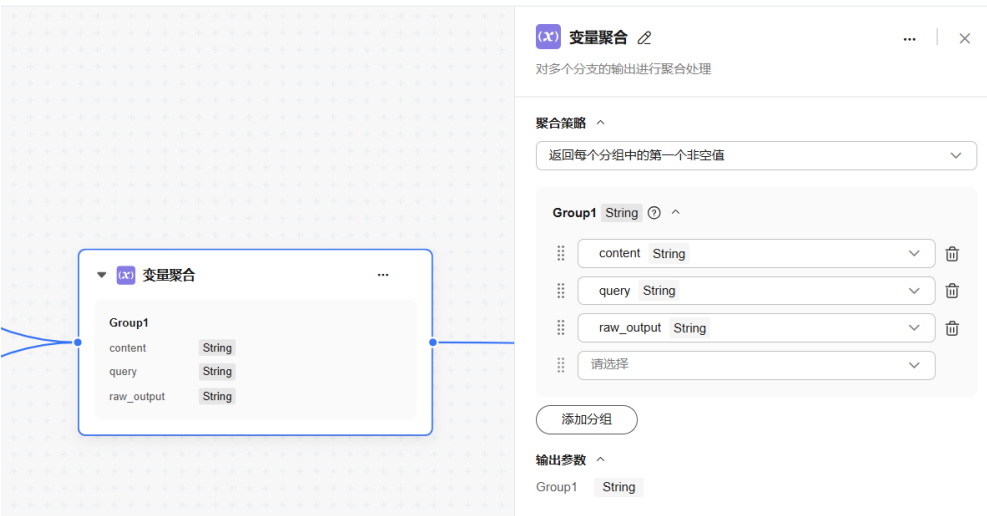 变量聚合
Group1
content String
query String
raw_output String
(x) 变量聚合
对多个分支的输出进行聚合处理
聚合策略
返回每个分组中的第一个非空值
Group1 String
content String
query String
raw_output String
请选择
添加分组
输出参数
Group1 String